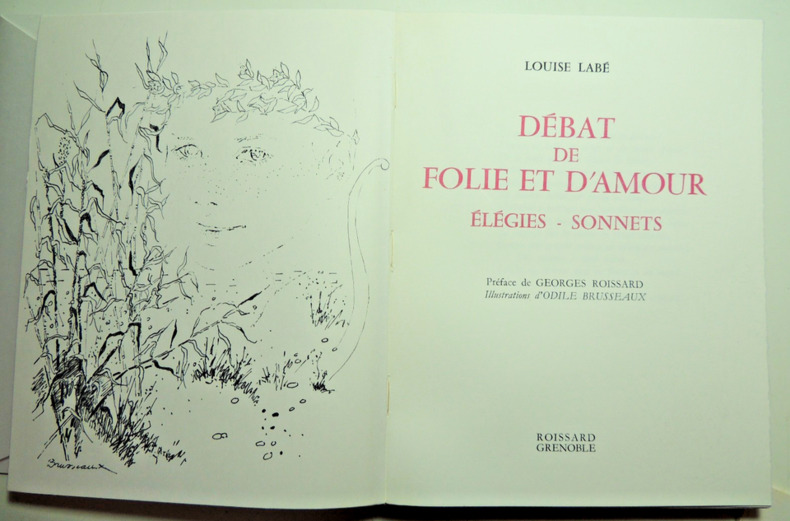 Brusseaux
LOUISE LABÉ
DÉBAT
DE
FOLIE ET D'AMOUR
ÉLÉGIES - SONNETS
Préface de GEORGES ROISSARD
Illustrations d'ODILE BRUSSEAUX
ROISSARD
GRENOBLE